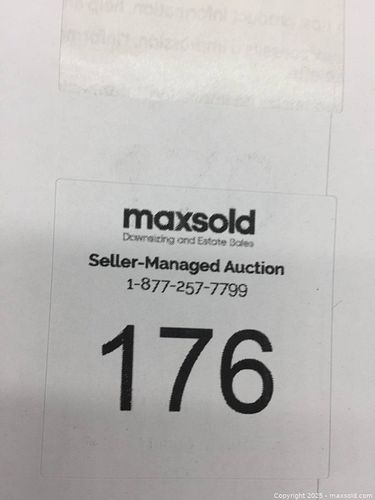 maxsold
Downsizing and Estate Sales
Seller-Managed Auction
1-877-257-7799
176
Copyright 2025 - maxsold.com